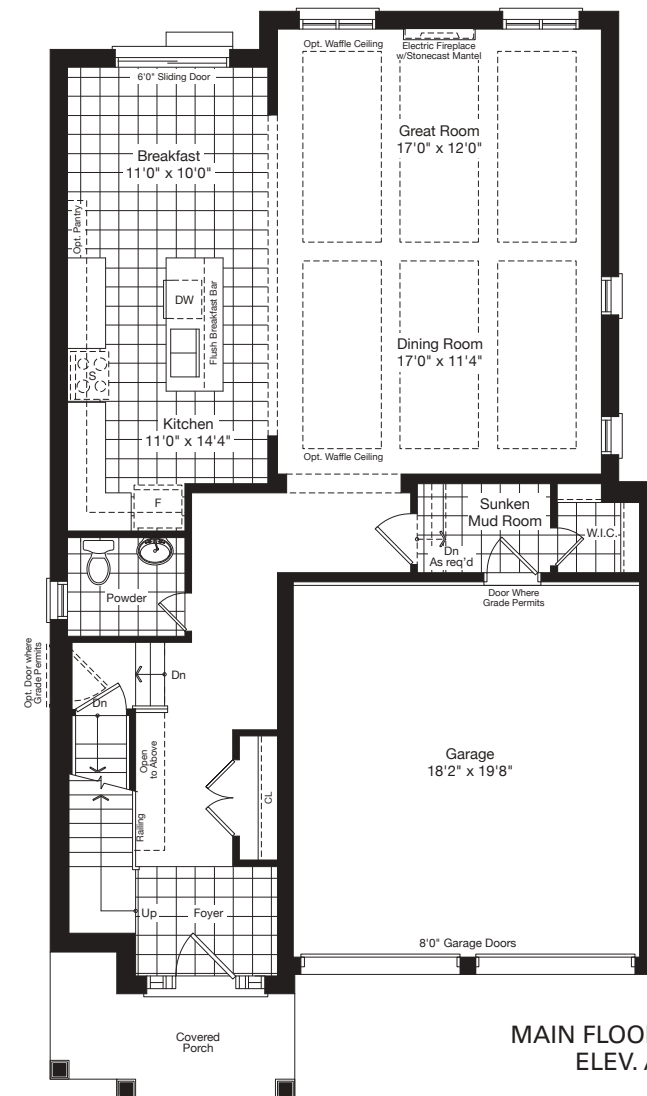 Opt. Waffle Ceiling
Electric Fireplace
w/Stonecast Mantel
6'0" Sliding Door
Great Room
17'0" x 12'0"
Breakfast
11'0" x 10'0"
Opt. Pantry
DW
Flush Breakfast Bar
Dining Room
17'0" x 11'4"
S
Kitchen
11'0" x 14'4"
Opt. Waffle Ceiling
F
Sunken
Mud Room
W.I.C.
Dn
As req'd
Powder
Door Where
Grade Permits
Opt. Door where
Grade Permits
Dn
Dn
Open
to Above
Garage
18'2" x 19'8"
CL
Railing
Up
Foyer
8'0" Garage Doors
Covered
Porch
MAIN FLOOR
ELEV.